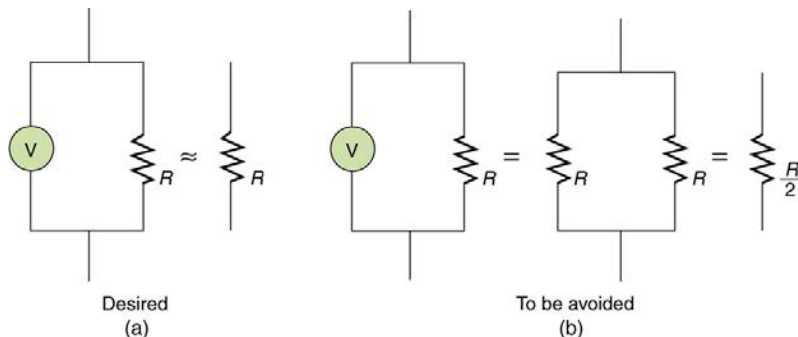 V
R
≈
R
V
R
=
R
R
=
R/2
Desired
(a)
To be avoided
(b)